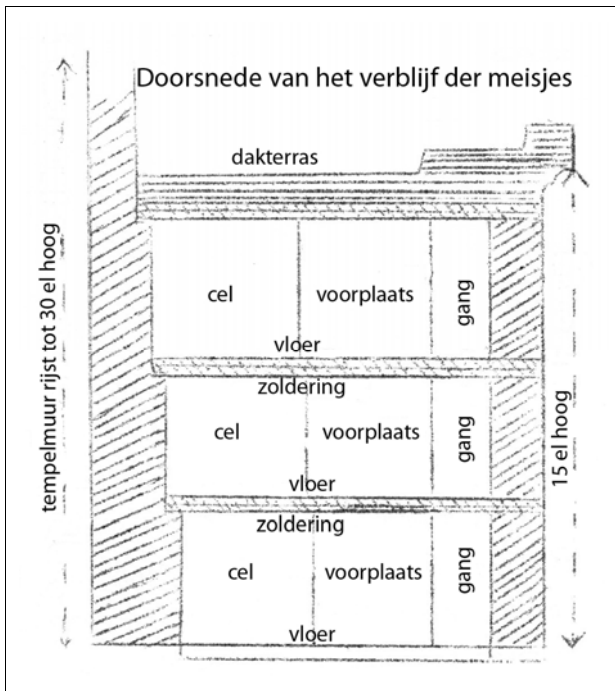 Doorsnede van het verblijf der meisjes
dakterras
tempelmuur rijst tot 30 el hoog
cel voorplaats gang
vloer
zoldering
cel voorplaats gang
vloer
zoldering
cel voorplaats gang
vloer
15 el hoog